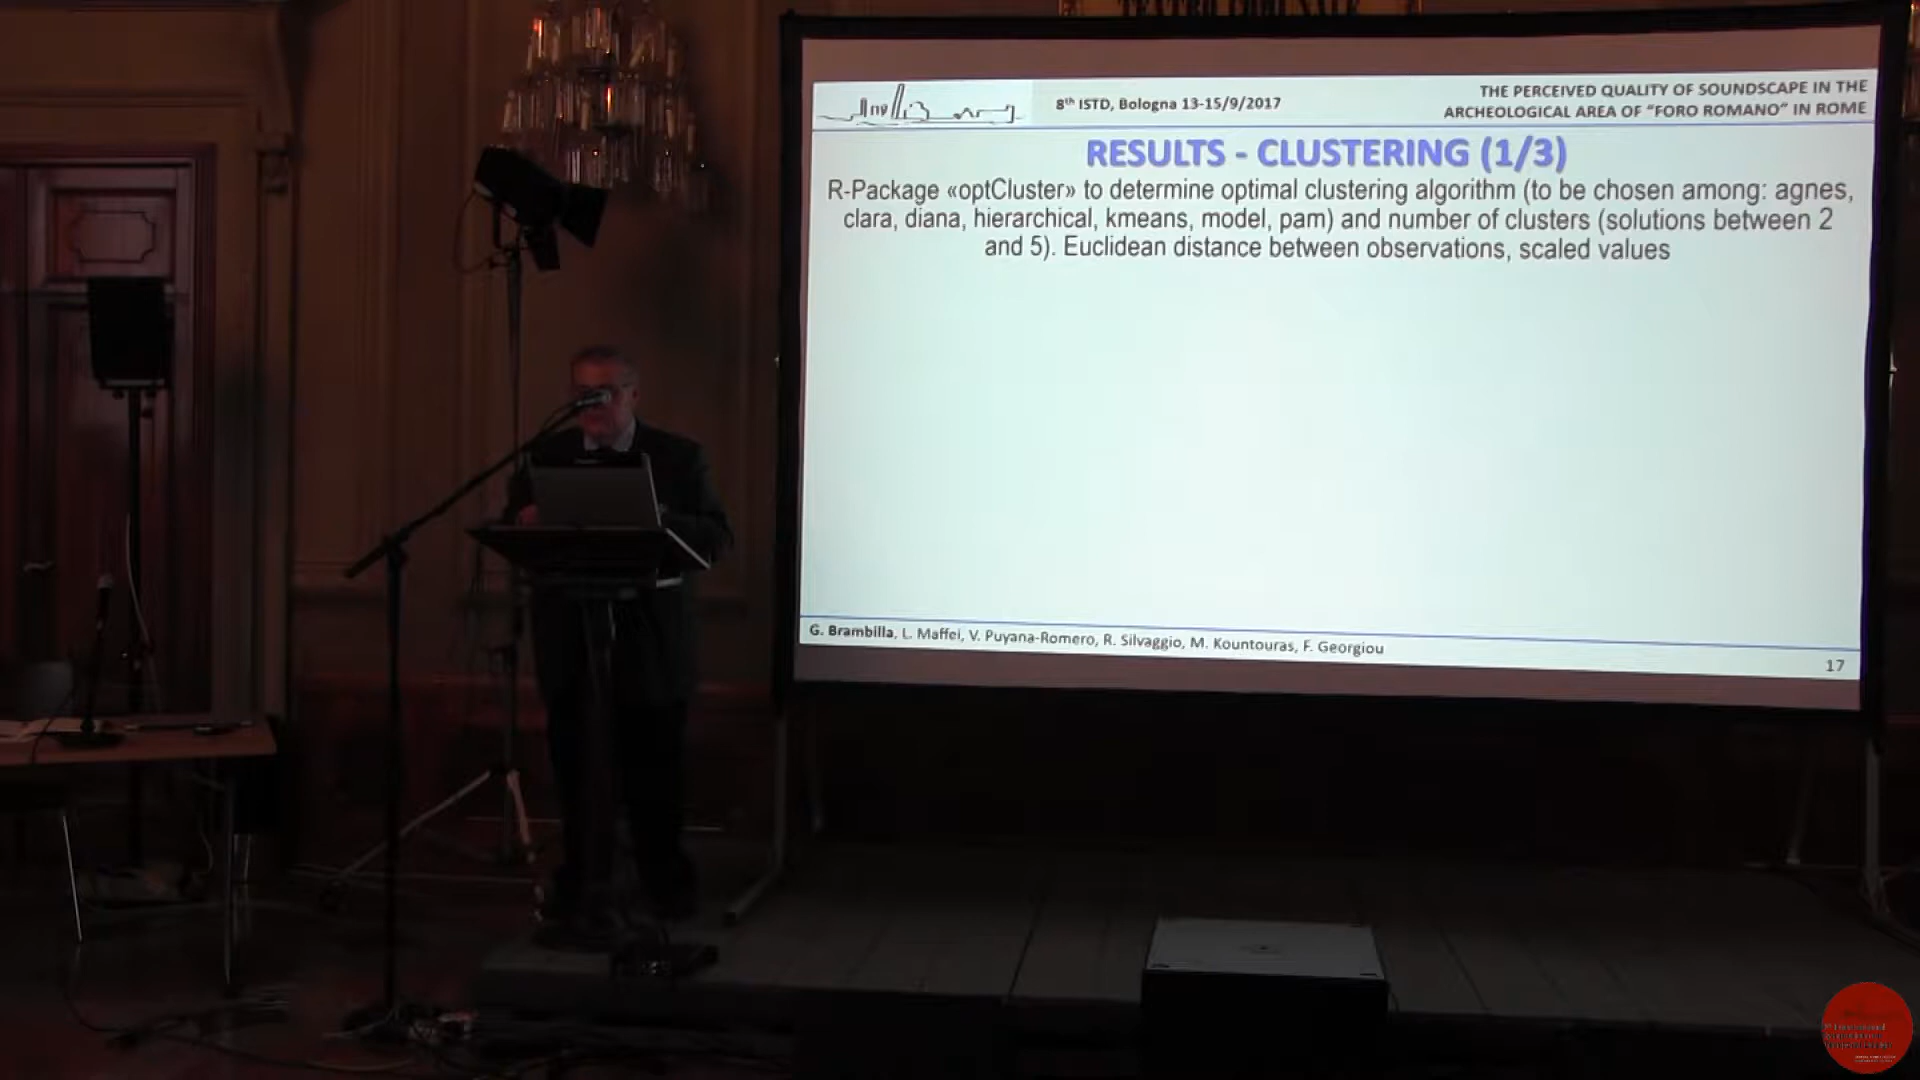 8th ISTD, Bologna 13-15/9/2017
THE PERCEIVED QUALITY OF SOUNDSCAPE IN THE
ARCHEOLOGICAL AREA OF "FORO ROMANO" IN ROME
RESULTS - CLUSTERING (1/3)
R-Package «optCluster» to determine optimal clustering algorithm (to be chosen among: agnes,
clara, diana, hierarchical, kmeans, model, pam) and number of clusters (solutions between 2
and 5). Euclidean distance between observations, scaled values
G. Brambilla, L. Maffei, V. Puyana-Romero, R. Silvaggio, M. Kountouras, F. Georgiou
17